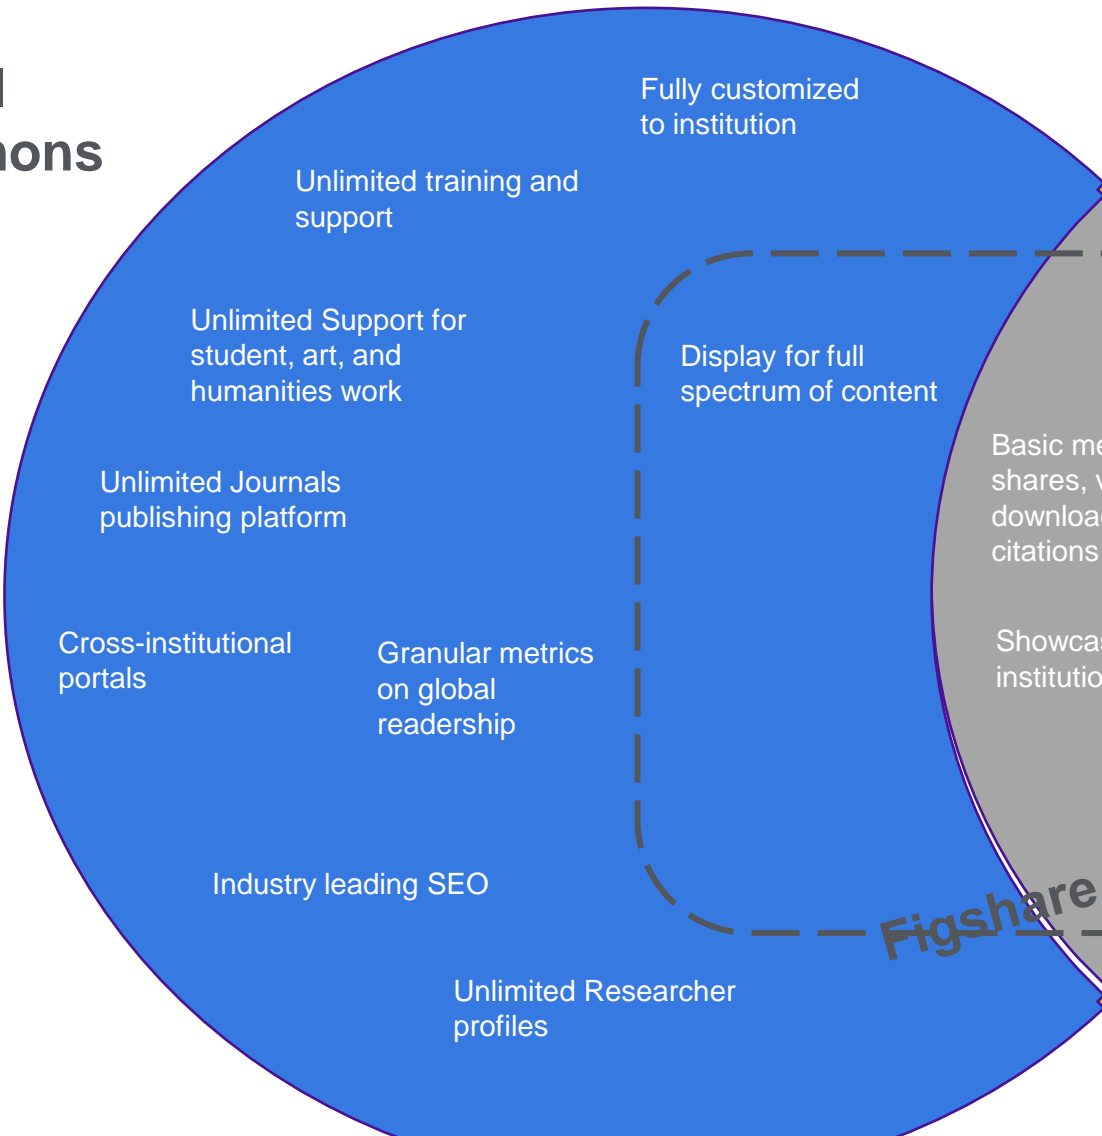 Fully customized
to institution
Unlimited training and
support
Unlimited Support for
student, art, and
humanities work
Display for full
spectrum of content
Basic
shares,
citations
Unlimited Journals
publishing platform
Cross-institutional
portals
Granular metrics
on global
readership
Industry leading SEO
Figshare
Unlimited Researcher
profiles